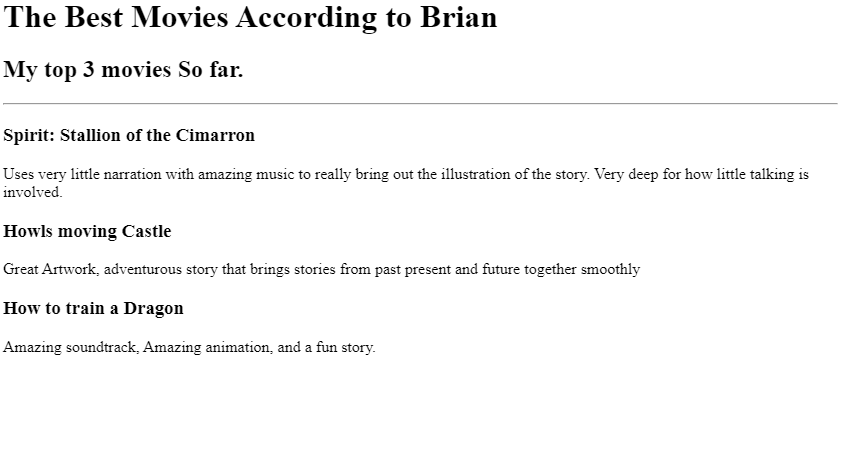 The Best Movies According to Brian
My top 3 movies So far.
Spirit: Stallion of the Cimarron
Uses very little narration with amazing music to really bring out the illustration of the story. Very deep for how little talking is
involved.
Howls moving Castle
Great Artwork, adventurous story that brings stories from past present and future together smoothly
How to train a Dragon
Amazing soundtrack, Amazing animation, and a fun story.